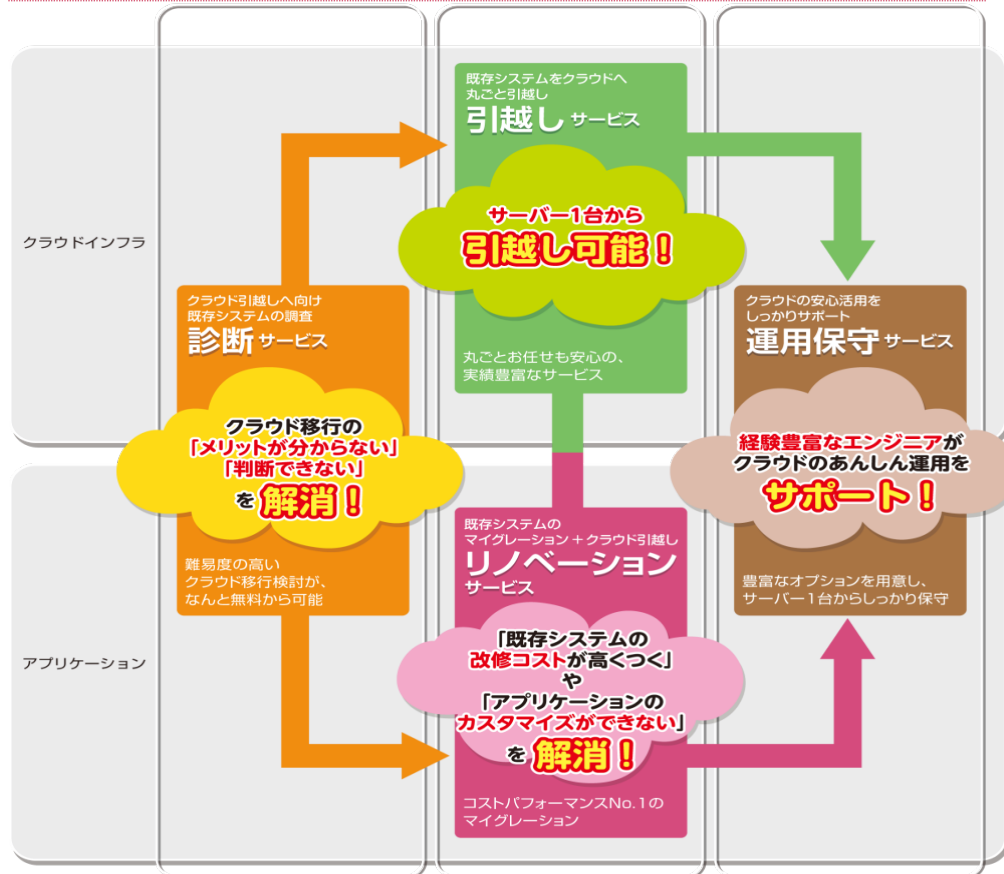 クラウドインフラ
アプリケーション
クラウド引越しへ向け
既存システムの調査
診断サービス
クラウド移行の
「メリットが分からない」
「判断できない」
を解消！
難易度の高い
クラウド移行検討が、
なんと無料から可能
既存システムをクラウドへ
丸ごと引越し
引越しサービス
サーバー1台から
引越し可能！
丸ごとお任せも安心の、
実績豊富なサービス
既存システムの
マイグレーション＋クラウド引越し
リノベーション
サービス
「既存システムの
改修コストが高くつく」
や
「アプリケーションの
カスタマイズができない」
を解消！
コストパフォーマンスNo.1の
マイグレーション
クラウドの安心活用を
しっかりサポート
運用保守サービス
経験豊富なエンジニアが
クラウドのあんしん運用を
サポート！
豊富なオプションを用意し、
サーバー1台からしっかり保守